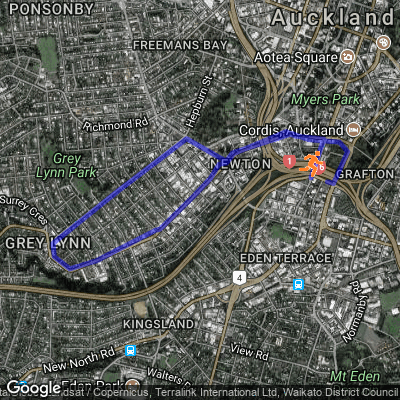 PONSONBY
Auckland
FREEMANS BAY
Aotea Square
Hepburn St
Myers Park
Richmond Rd
Cordis, Auckland
Grey
Lynn Park
NEWTON
1
GRAFTON
Surrey Cres
GREY LYNN
EDEN TERRACE
4
Normanby Rd
KINGSLAND
New North Rd
View Rd
Mt Eden
Walters
Eden Park
Google
/ Copernicus, Terralink International Ltd, Waikato District Council